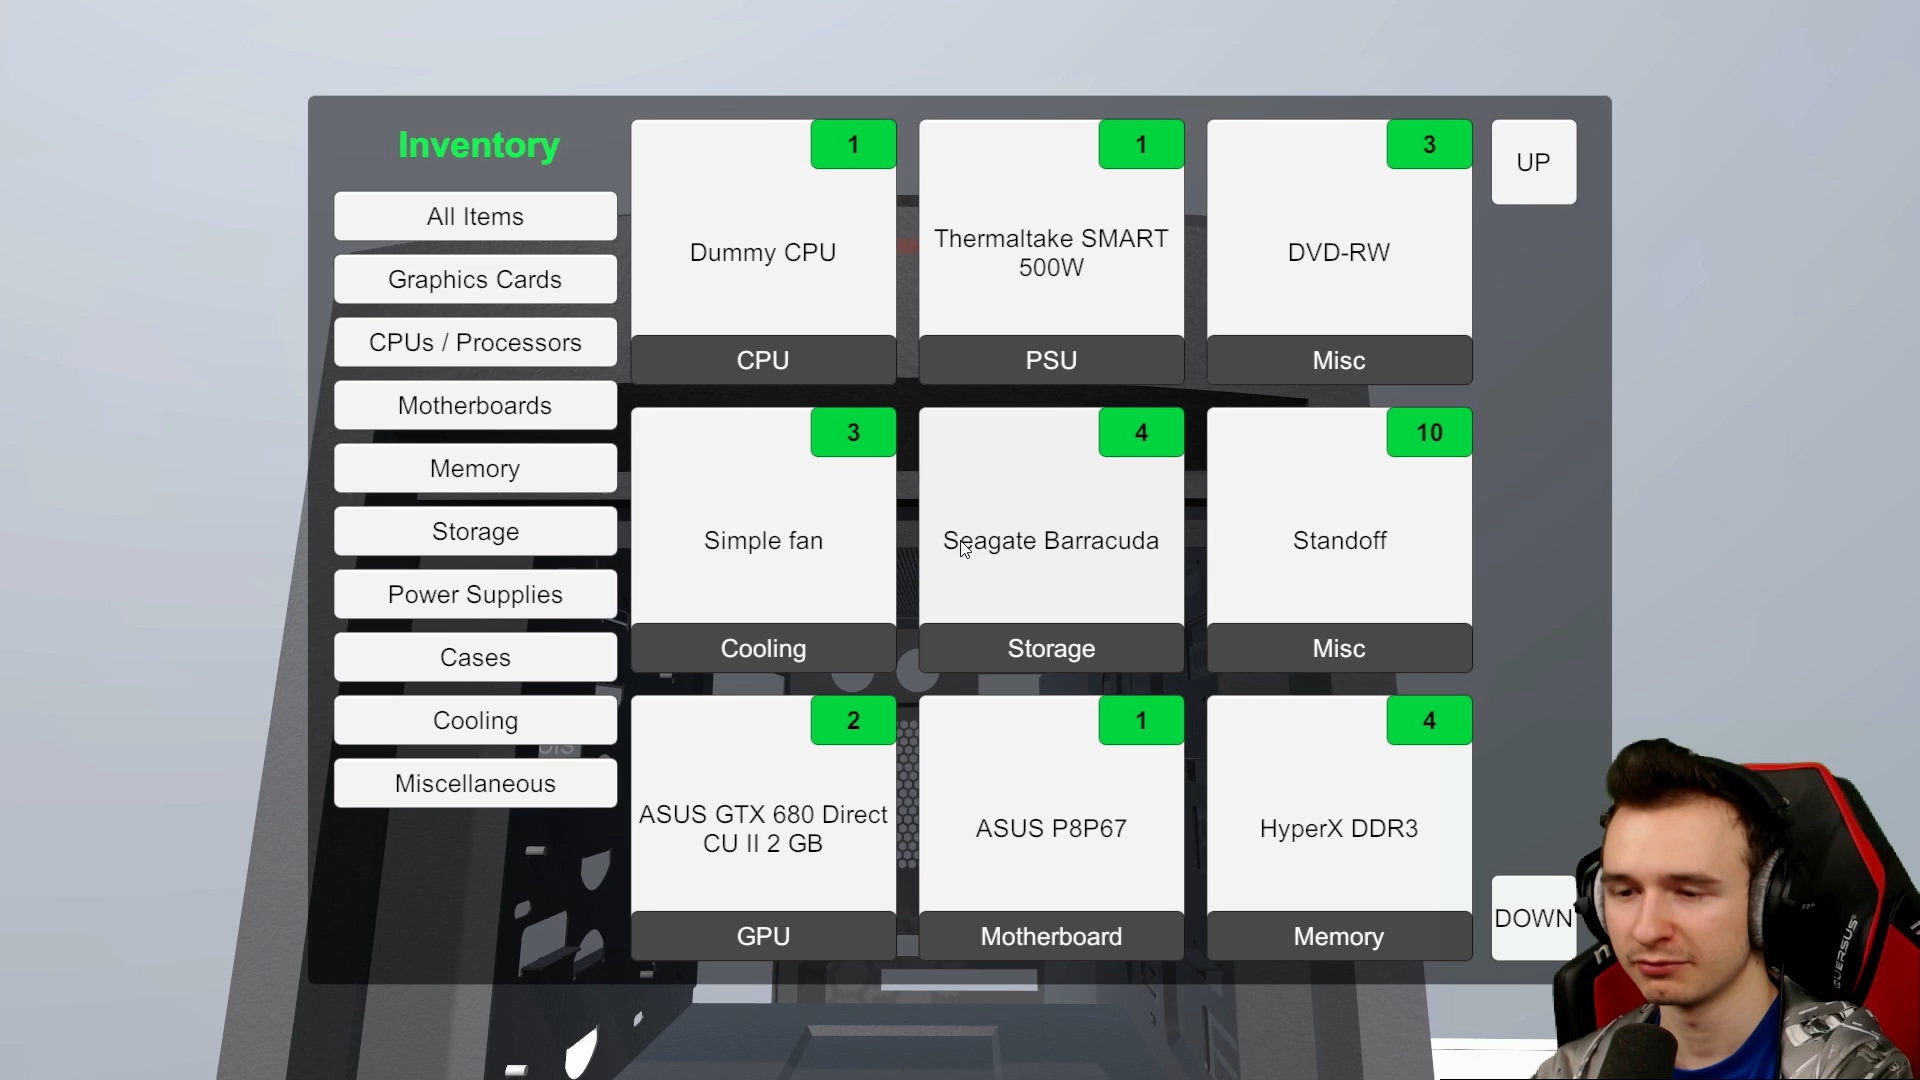 Inventory
All Items
Graphics Cards
CPUs / Processors
Motherboards
Memory
Storage
Power Supplies
Cases
Cooling
Miscellaneous
1
Dummy CPU
CPU
1
Thermaltake SMART
500W
PSU
3
DVD-RW
Misc
3
Simple fan
Cooling
4
Seagate Barracuda
Storage
10
Standoff
Misc
2
ASUS GTX 680 Direct
CU II 2 GB
GPU
1
ASUS P8P67
Motherboard
4
HyperX DDR3
Memory
UP
DOWN